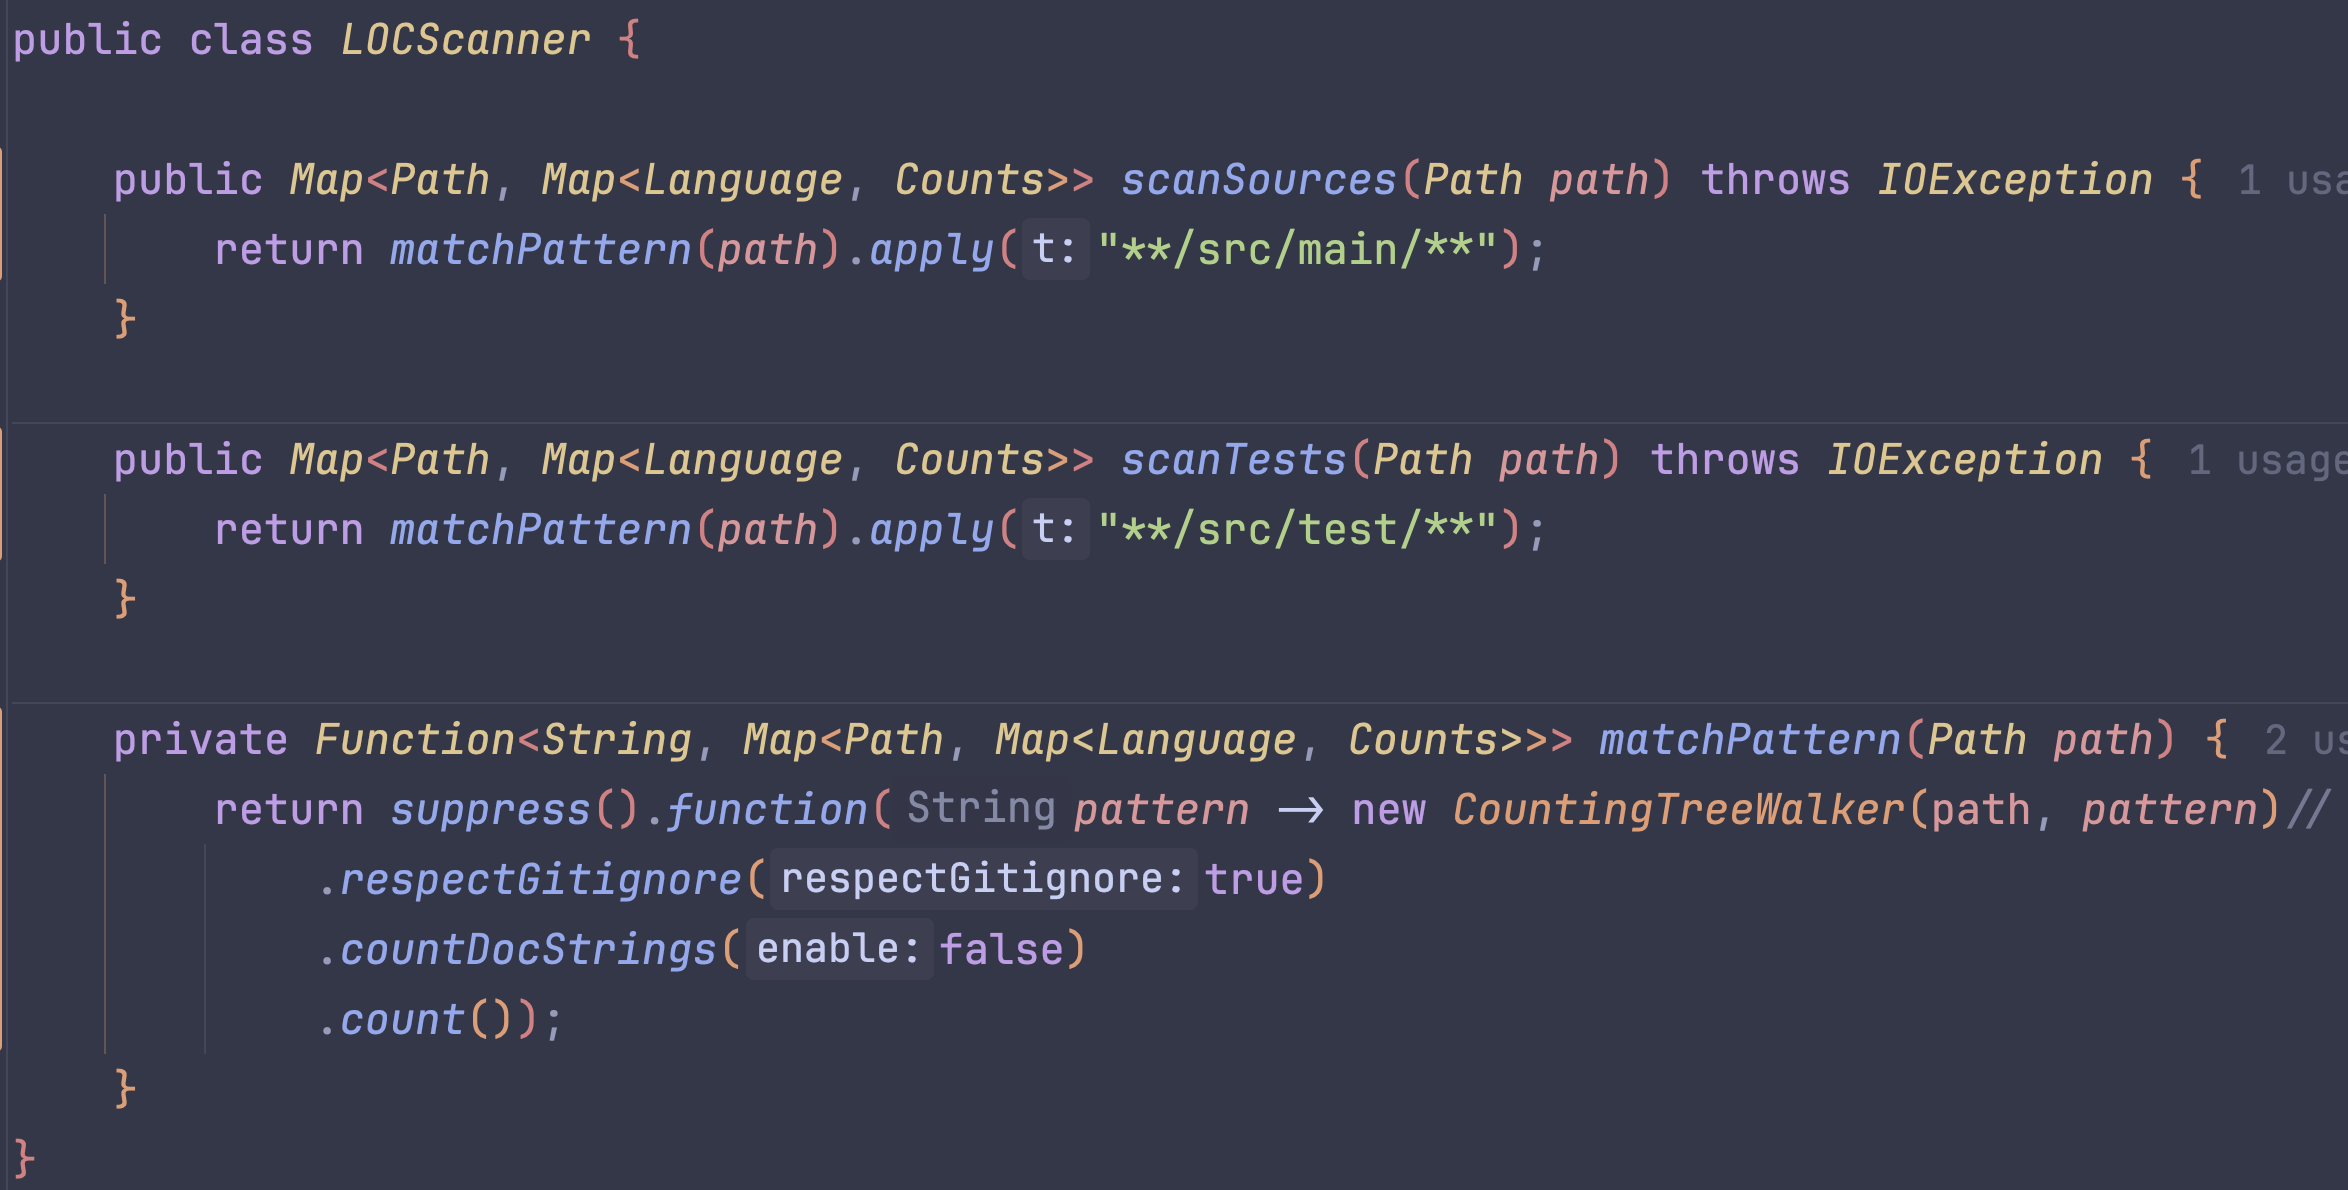 public class LOCScanner {
public Map<Path, Map<Language, Counts>> scanSources(Path path) throws IOException { 1
return matchPattern(path).apply( t: "**/src/main/**");
}
public Map<Path, Map<Language, Counts>> scanTests(Path path) throws IOException { 1 usage
return matchPattern(path).apply( t: "**/src/test/**");
}
private Function<String, Map<Path, Map<Language, Counts>>> matchPattern(Path path) { 2
return suppress().function( String pattern → new CountingTreeWalker(path, pattern)//
.respectGitignore( respectGitignore: true)
.countDocStrings( enable: false)
.count());
}
}